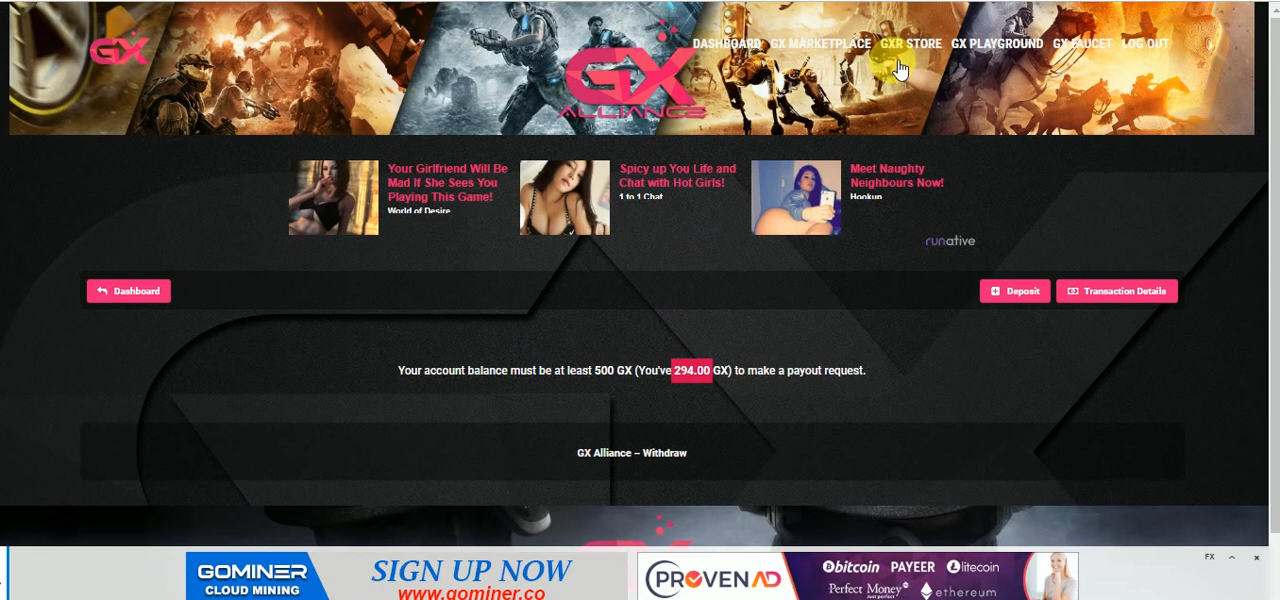 GX
DASHBOARD GX MARKETPLACE GXR STORE GX PLAYGROUND GX FAUCET LOG OUT
GX
ALLIANCE
Your Girlfriend Will Be
Mad If She Sees You
Playing This Game!
World of Desire
Spicy up You Life and
Chat with Hot Girls!
1 to 1 Chat
Meet Naughty
Neighbours Now!
Hookup
runative
Dashboard
Deposit
Transaction Details
Your account balance must be at least 500 GX (You've 294.00 GX) to make a payout request.
GX Alliance – Withdraw
FX
GOMINER
CLOUD MINING
SIGN UP NOW
www.gominer.co
PROVEN AD
bitcoin PAYEER litecoin
Perfect Money ethereum